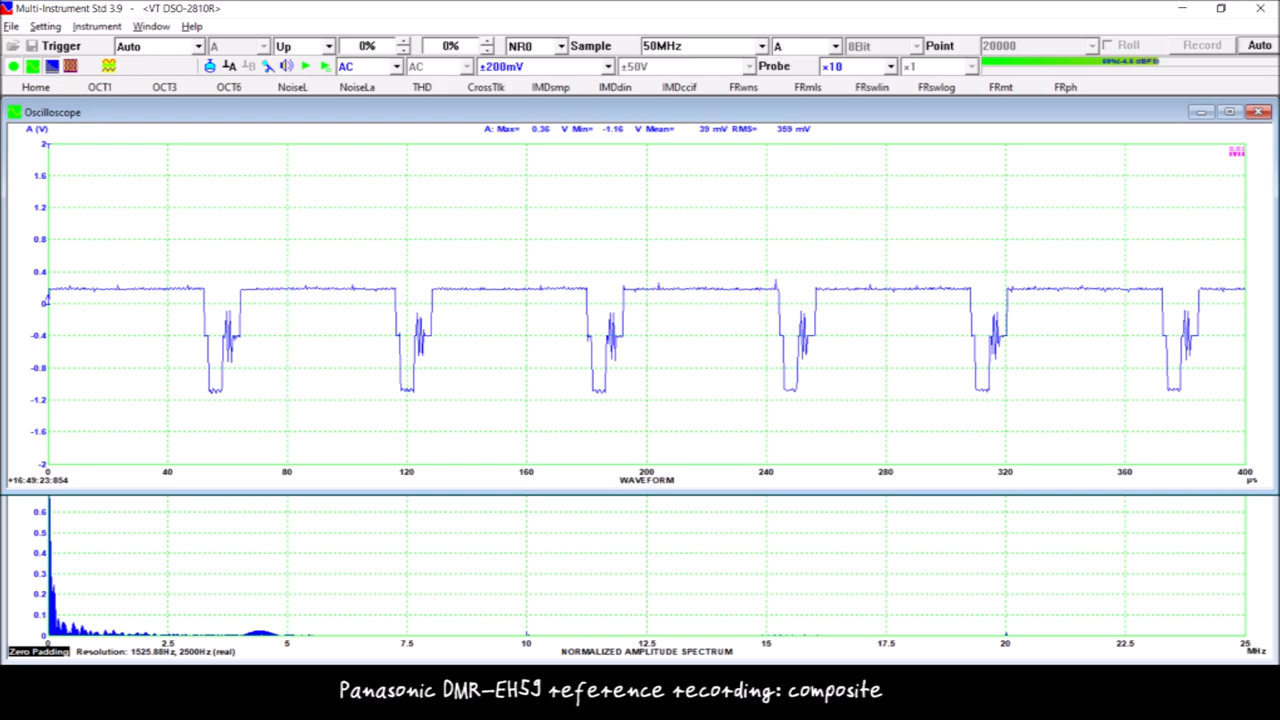 Multi-Instrument Std 3.9 - <VT DSO-2810R>
File Setting Instrument Window Help
Trigger Auto A Up 0% 0% NR0 Sample 50MHz A 8Bit Point 20000 Roll Record Auto
A B AC AC ±200mV ±50V Probe ×10 ×1 69%(-4.6 dBFS)
Home OCT1 OCT3 OCT6 NoiseL NoiseLa THD CrossTlk IMDsmp IMDdin IMDccif FRwns FRmls FRswlin FRswlog FRmt FRph
Oscilloscope
A (V) A: Max= 0.36 V Min= -1.16 V Mean= 39 mV RMS= 359 mV
2
1.6
1.2
0.8
0.4
0
-0.4
-0.8
-1.2
-1.6
-2
0 40 80 120 160 200 240 280 320 360 400
+16:49:23:854 WAVEFORM µs
0.6
0.5
0.4
0.3
0.2
0.1
0
0 2.5 5 7.5 10 12.5 15 17.5 20 22.5 25
Zero Padding Resolution: 1525.88Hz, 2500Hz (real) NORMALIZED AMPLITUDE SPECTRUM MHz
Panasonic DMR-EH59 reference recording: composite